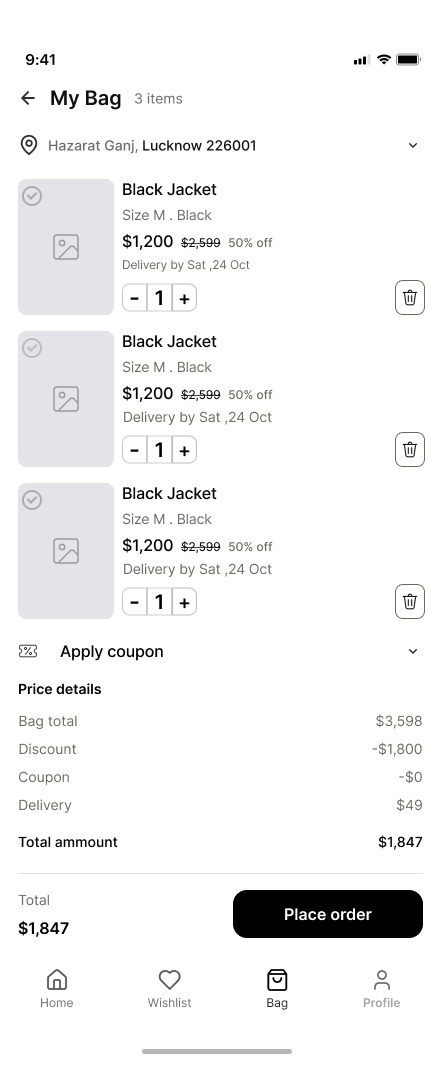 9:41
My Bag 3 items
Hazarat Ganj, Lucknow 226001
Black Jacket
Size M . Black
$1,200 $2,599 50% off
Delivery by Sat ,24 Oct
- 1 +
Black Jacket
Size M . Black
$1,200 $2,599 50% off
Delivery by Sat ,24 Oct
- 1 +
Black Jacket
Size M . Black
$1,200 $2,599 50% off
Delivery by Sat ,24 Oct
- 1 +
% Apply coupon
Price details
Bag total $3,598
Discount -$1,800
Coupon -$0
Delivery $49
Total ammount $1,847
Total
$1,847
Place order
Home Wishlist Bag Profile